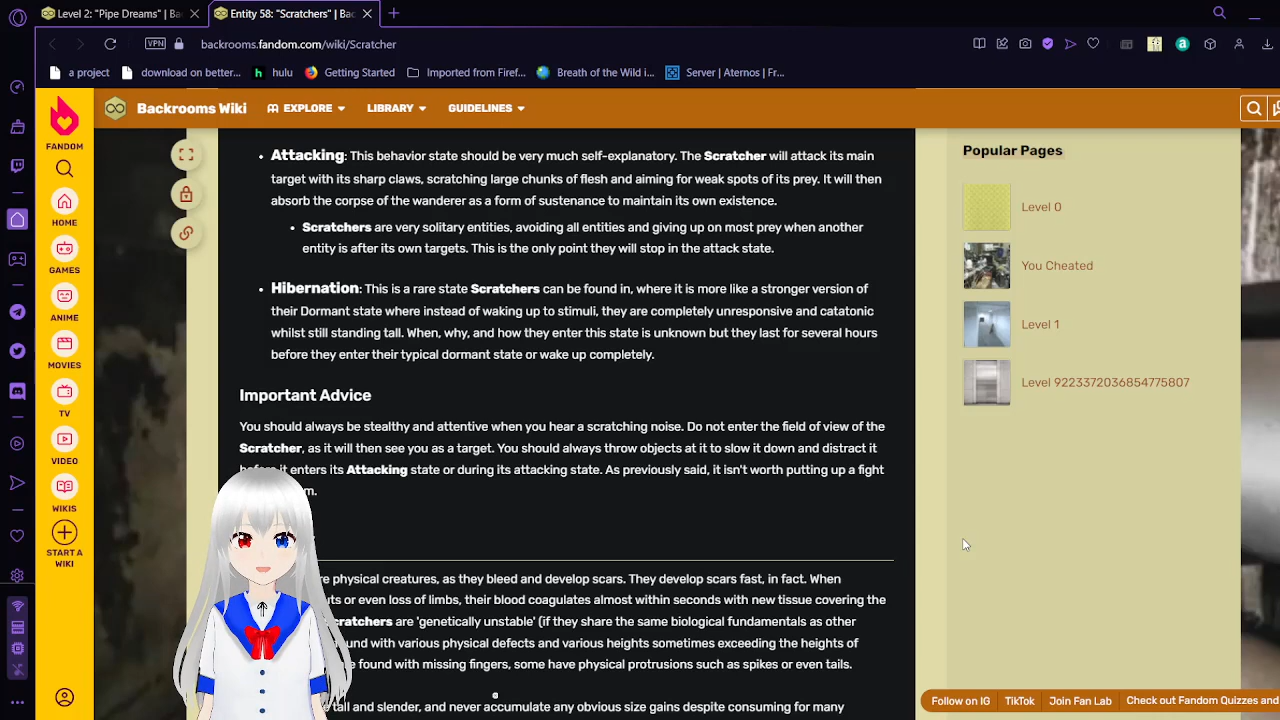 Level 2: "Pipe Dreams" | Ba
Entity 58: "Scratchers" | Bac
VPN
backrooms.fandom.com/wiki/Scratcher
a project
download on better...
hulu
Getting Started
Imported from Firef...
Breath of the Wild i...
Server | Aternos | Fr...
FANDOM
HOME
GAMES
ANIME
MOVIES
TV
VIDEO
WIKIS
START A
WIKI
Backrooms Wiki
EXPLORE
LIBRARY
GUIDELINES
Attacking: This behavior state should be very much self-explanatory. The Scratcher will attack its main
target with its sharp claws, scratching large chunks of flesh and aiming for weak spots of its prey. It will then
absorb the corpse of the wanderer as a form of sustenance to maintain its own existence.
Scratchers are very solitary entities, avoiding all entities and giving up on most prey when another
entity is after its own targets. This is the only point they will stop in the attack state.
Hibernation: This is a rare state Scratchers can be found in, where it is more like a stronger version of
their Dormant state where instead of waking up to stimuli, they are completely unresponsive and catatonic
whilst still standing tall. When, why, and how they enter this state is unknown but they last for several hours
before they enter their typical dormant state or wake up completely.
Important Advice
You should always be stealthy and attentive when you hear a scratching noise. Do not enter the field of view of the
Scratcher, as it will then see you as a target. You should always throw objects at it to slow it down and distract it
before it enters its Attacking state or during its attacking state. As previously said, it isn't worth putting up a fight
m.
re physical creatures, as they bleed and develop scars. They develop scars fast, in fact. When
uts or even loss of limbs, their blood coagulates almost within seconds with new tissue covering the
cratchers are 'genetically unstable' (if they share the same biological fundamentals as other
und with various physical defects and various heights sometimes exceeding the heights of
e found with missing fingers, some have physical protrusions such as spikes or even tails.
tall and slender, and never accumulate any obvious size gains despite consuming for many
Popular Pages
Level 0
You Cheated
Level 1
Level 9223372036854775807
Follow on IG
TikTok
Join Fan Lab
Check out Fandom Quizzes and